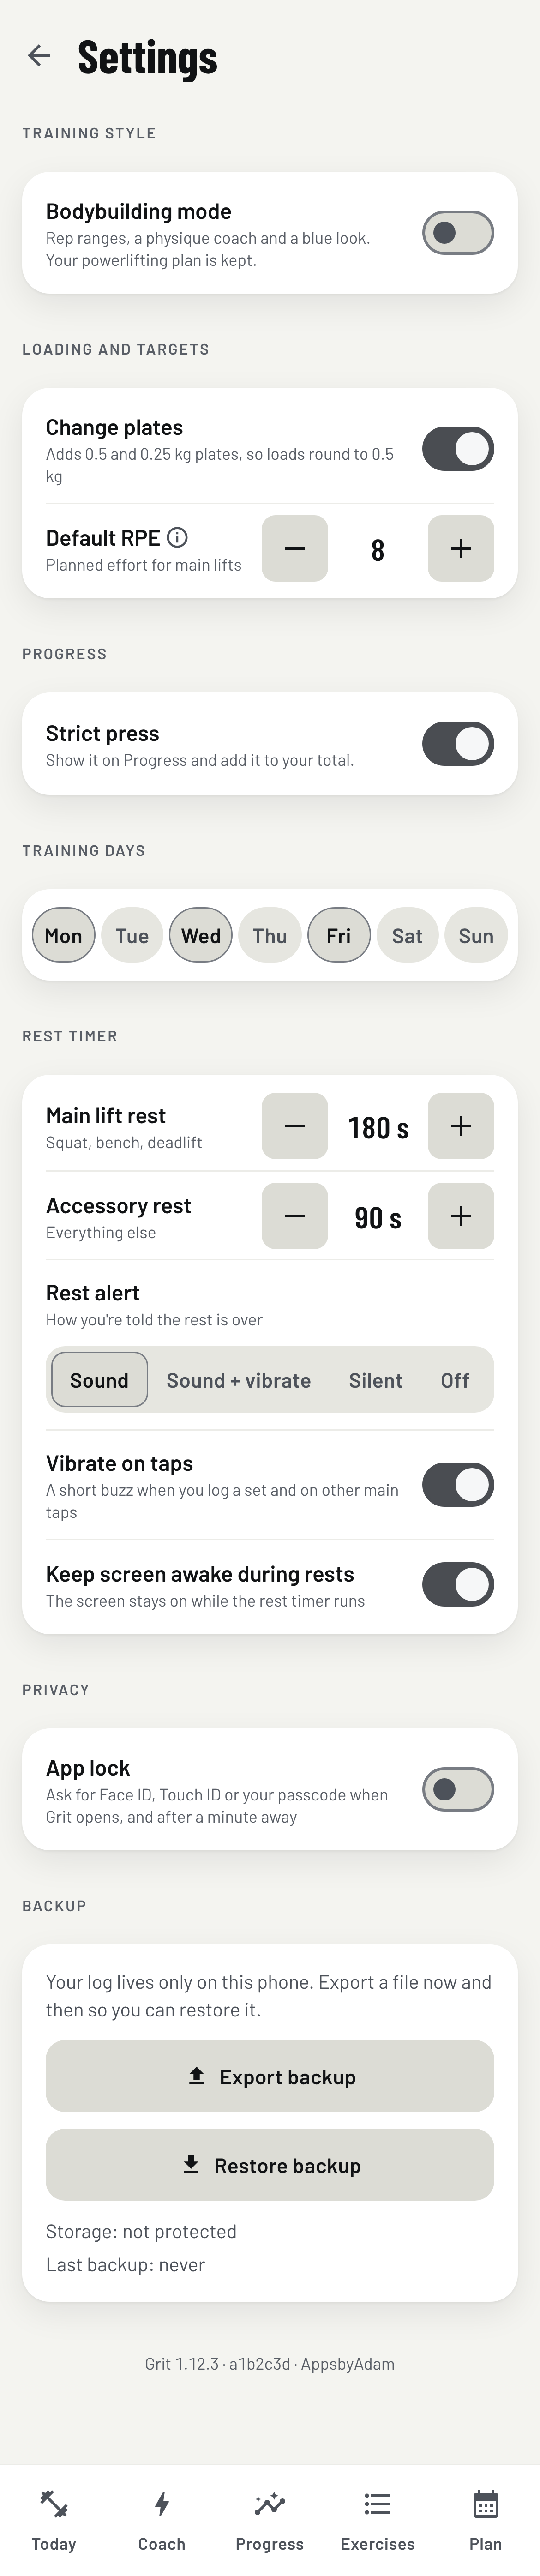 Settings
TRAINING STYLE
Bodybuilding mode
Rep ranges, a physique coach and a blue look.
Your powerlifting plan is kept.
LOADING AND TARGETS
Change plates
Adds 0.5 and 0.25 kg plates, so loads round to 0.5
kg
Default RPE
Planned effort for main lifts
8
PROGRESS
Strict press
Show it on Progress and add it to your total.
TRAINING DAYS
Mon Tue Wed Thu Fri Sat Sun
REST TIMER
Main lift rest
Squat, bench, deadlift
180 s
Accessory rest
Everything else
90 s
Rest alert
How you're told the rest is over
Sound Sound + vibrate Silent Off
Vibrate on taps
A short buzz when you log a set and on other main
taps
Keep screen awake during rests
The screen stays on while the rest timer runs
PRIVACY
App lock
Ask for Face ID, Touch ID or your passcode when
Grit opens, and after a minute away
BACKUP
Your log lives only on this phone. Export a file now and
then so you can restore it.
Export backup
Restore backup
Storage: not protected
Last backup: never
Grit 1.12.3 · a1b2c3d · AppsbyAdam
Today Coach Progress Exercises Plan